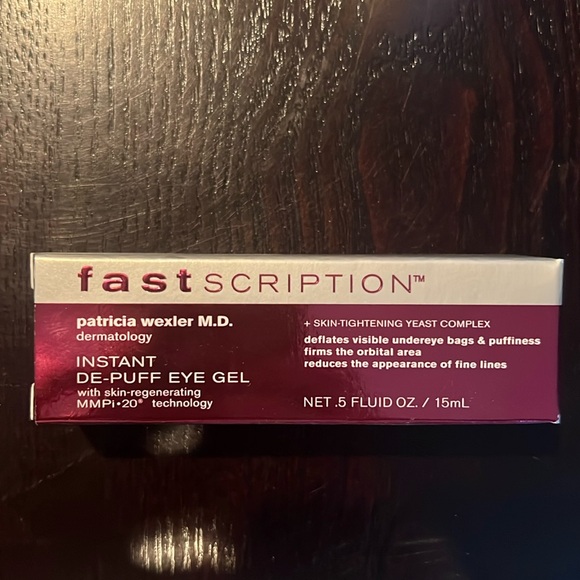 fastSCRIPTION™
patricia wexler M.D.
dermatology
INSTANT
DE-PUFF EYE GEL
with skin-regenerating
MMPi•20® technology
+ SKIN-TIGHTENING YEAST COMPLEX
deflates visible undereye bags & puffiness
firms the orbital area
reduces the appearance of fine lines
NET .5 FLUID OZ. / 15mL